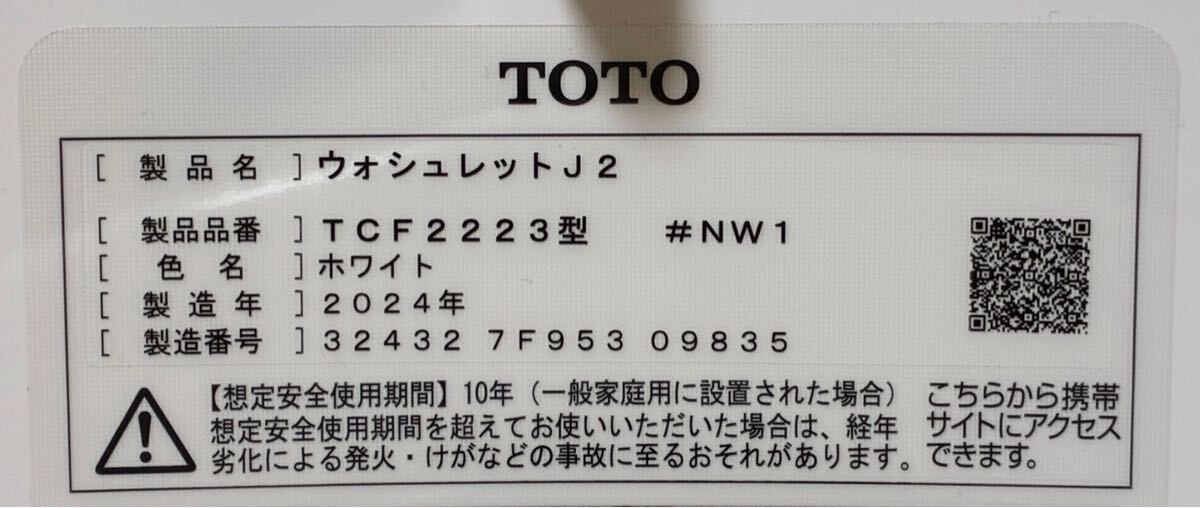 TOTO
[ 製品名 ] ウォシュレットJ2
[ 製品品番 ] TCF2223型 #NW1
[ 色名 ] ホワイト
[ 製造年 ] 2024年
[ 製造番号 ] 32432 7F953 09835
【想定安全使用期間】10年(一般家庭用に設置された場合)
想定安全使用期間を超えてお使いいただいた場合は、経年
劣化による発火・けがなどの事故に至るおそれがあります。
こちらから携帯
サイトにアクセス
できます。